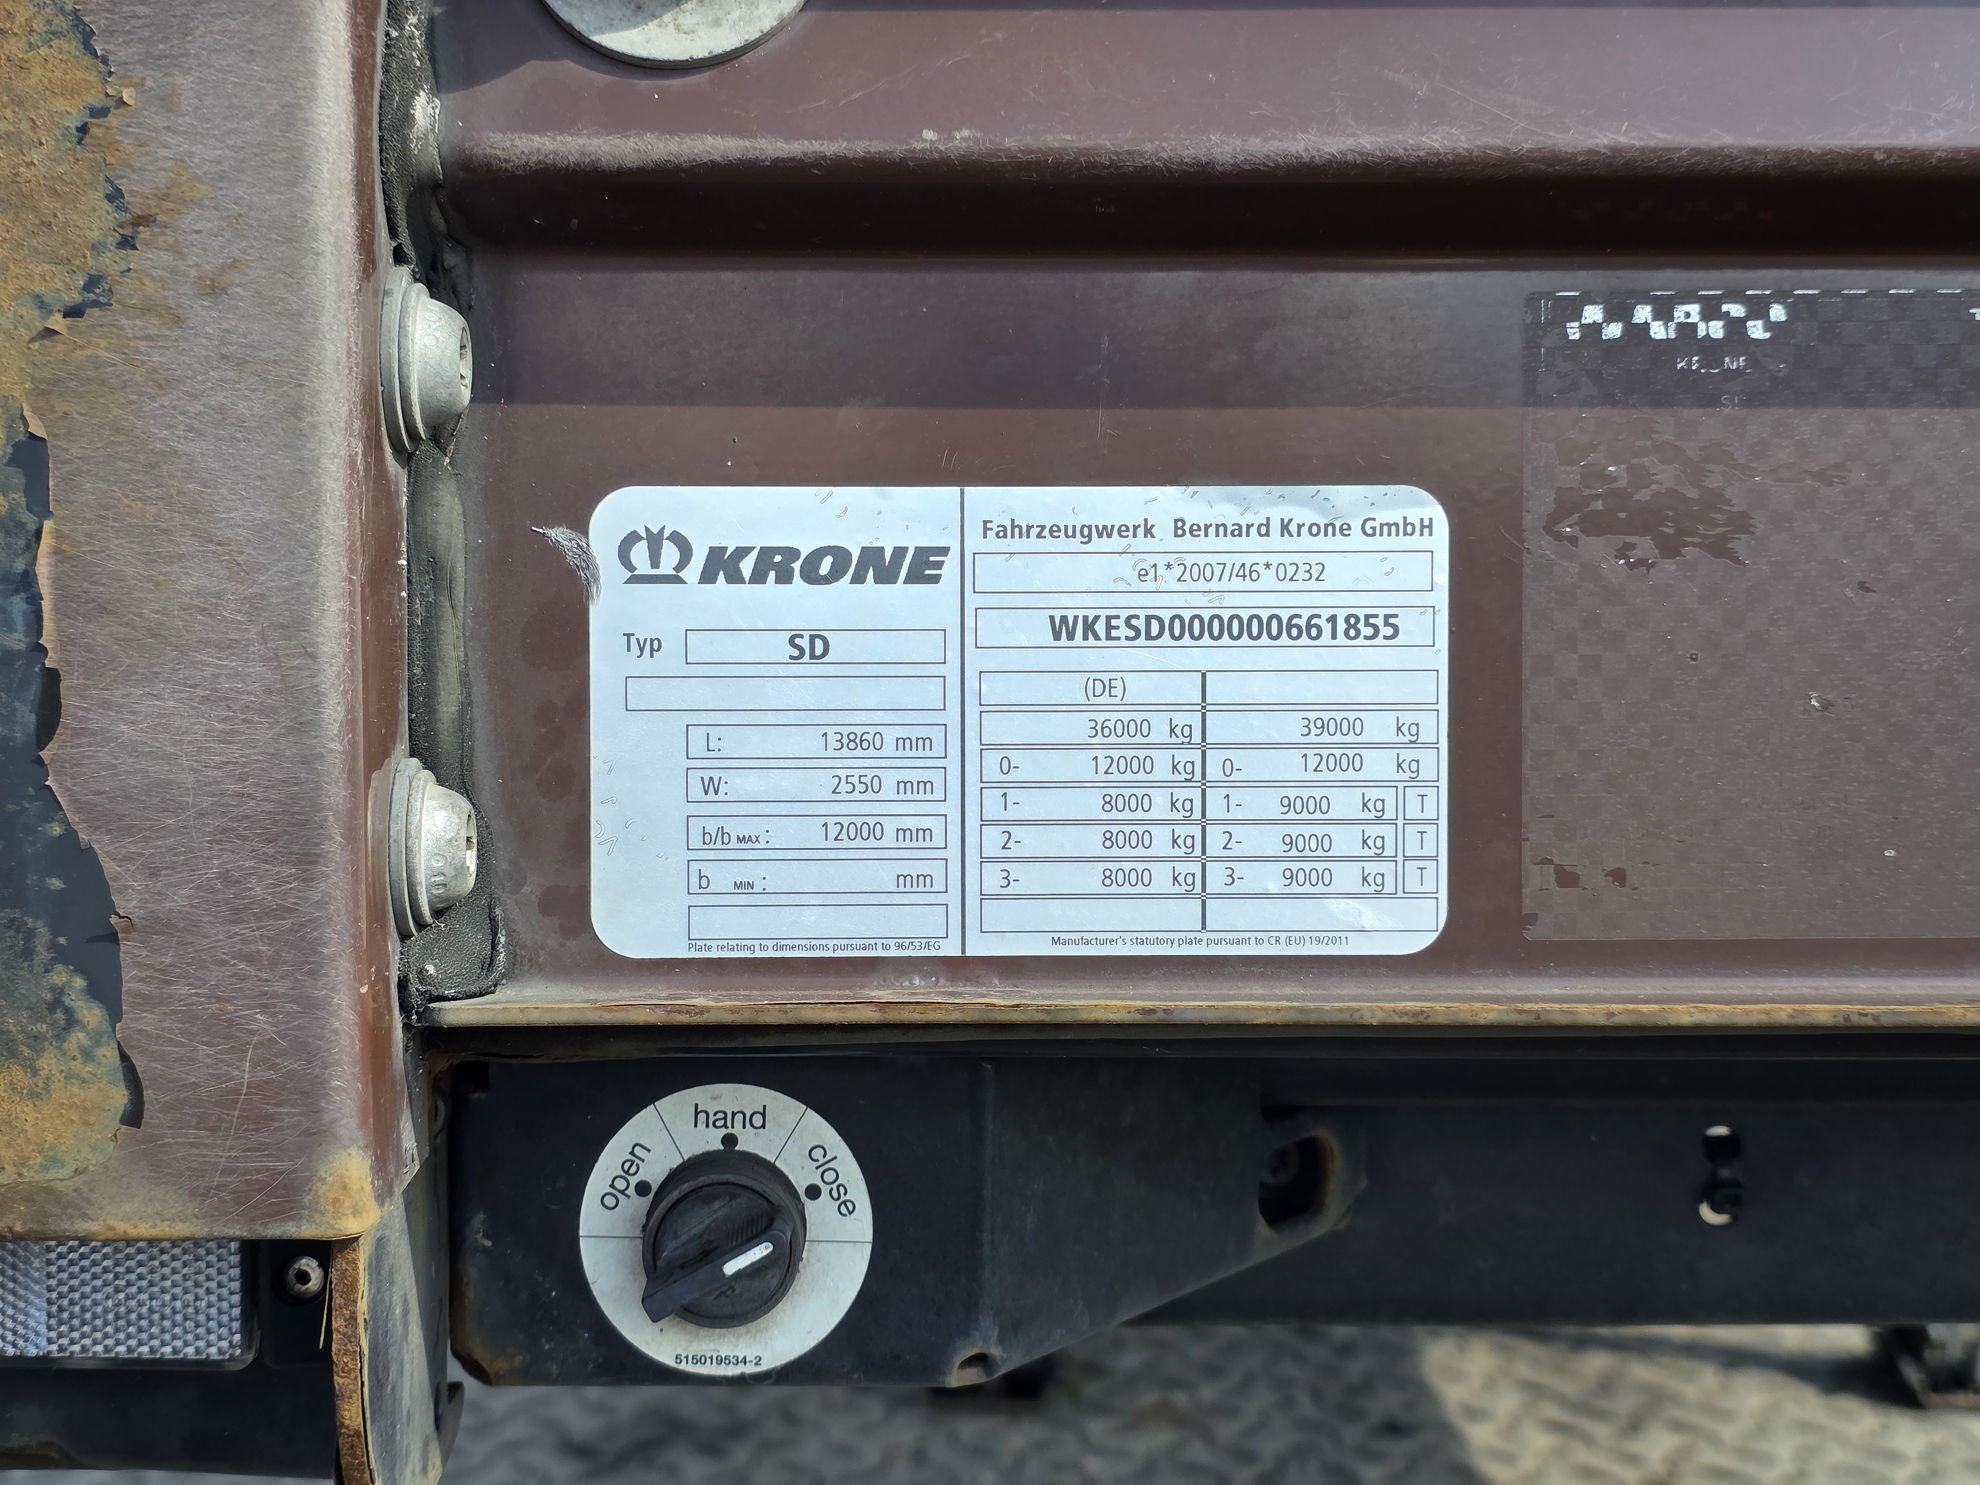 KRONE
Typ SD
L: 13860 mm
W: 2550 mm
b/b MAX : 12000 mm
b MIN : mm
Plate relating to dimensions pursuant to 96/53/EG
Fahrzeugwerk Bernard Krone GmbH
e1*2007/46*0232
WKESD000000661855
(DE)
36000 kg 39000 kg
0- 12000 kg 0- 12000 kg
1- 8000 kg 1- 9000 kg T
2- 8000 kg 2- 9000 kg T
3- 8000 kg 3- 9000 kg T
Manufacturer's statutory plate pursuant to CR (EU) 19/2011
open hand close
515019534-2